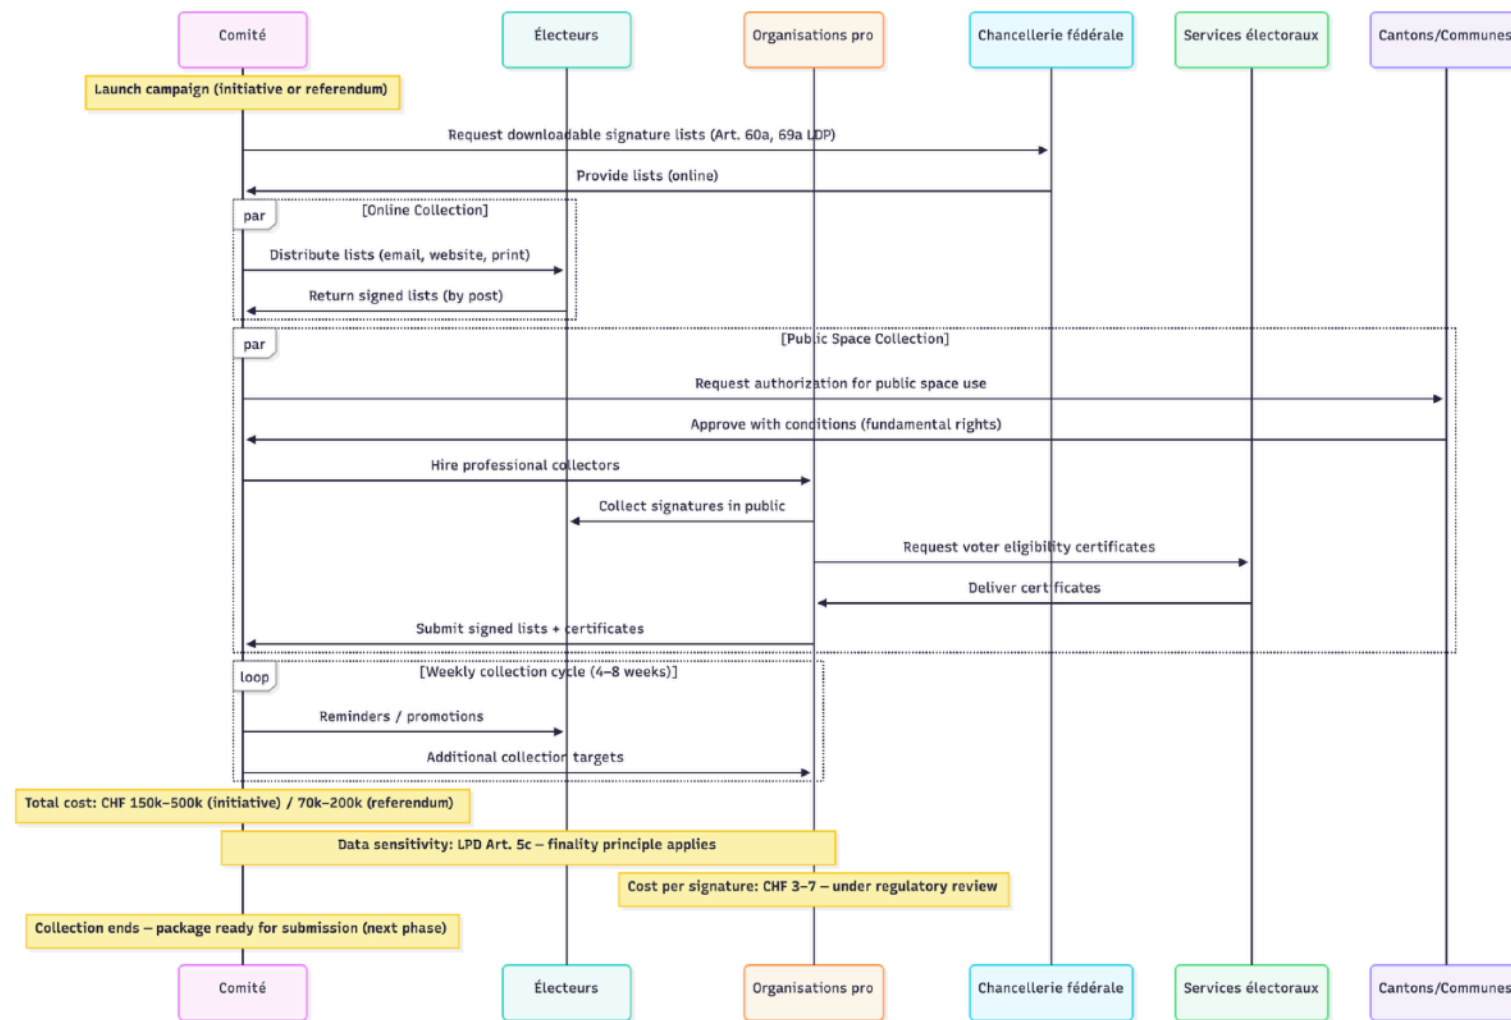 Comité
Électeurs
Organisations pro
Chancellerie fédérale
Services électoraux
Cantons/Communes
Launch campaign (initiative or referendum)
Request downloadable signature lists (Art. 60a, 69a LDP)
Provide lists (online)
par
[Online Collection]
Distribute lists (email, website, print)
Return signed lists (by post)
par
[Public Space Collection]
Request authorization for public space use
Approve with conditions (fundamental rights)
Hire professional collectors
Collect signatures in public
Request voter eligibility certificates
Deliver certificates
Submit signed lists + certificates
loop
[Weekly collection cycle (4–8 weeks)]
Reminders / promotions
Additional collection targets
Total cost: CHF 150k–500k (initiative) / 70k–200k (referendum)
Data sensitivity: LPD Art. 5c — finality principle applies
Cost per signature: CHF 3–7 — under regulatory review
Collection ends — package ready for submission (next phase)
Comité
Électeurs
Organisations pro
Chancellerie fédérale
Services électoraux
Cantons/Communes